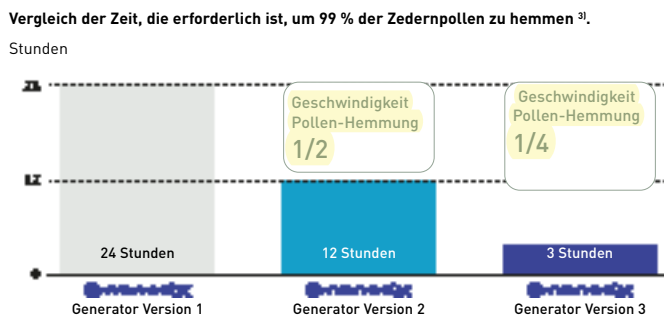 Vergleich der Zeit, die erforderlich ist, um 99 % der Zedernpollen zu hemmen ³⁾.
Stunden
Geschwindigkeit
Pollen-Hemmung
1/2
Geschwindigkeit
Pollen-Hemmung
1/4
24 Stunden
12 Stunden
3 Stunden
Generator Version 1
Generator Version 2
Generator Version 3